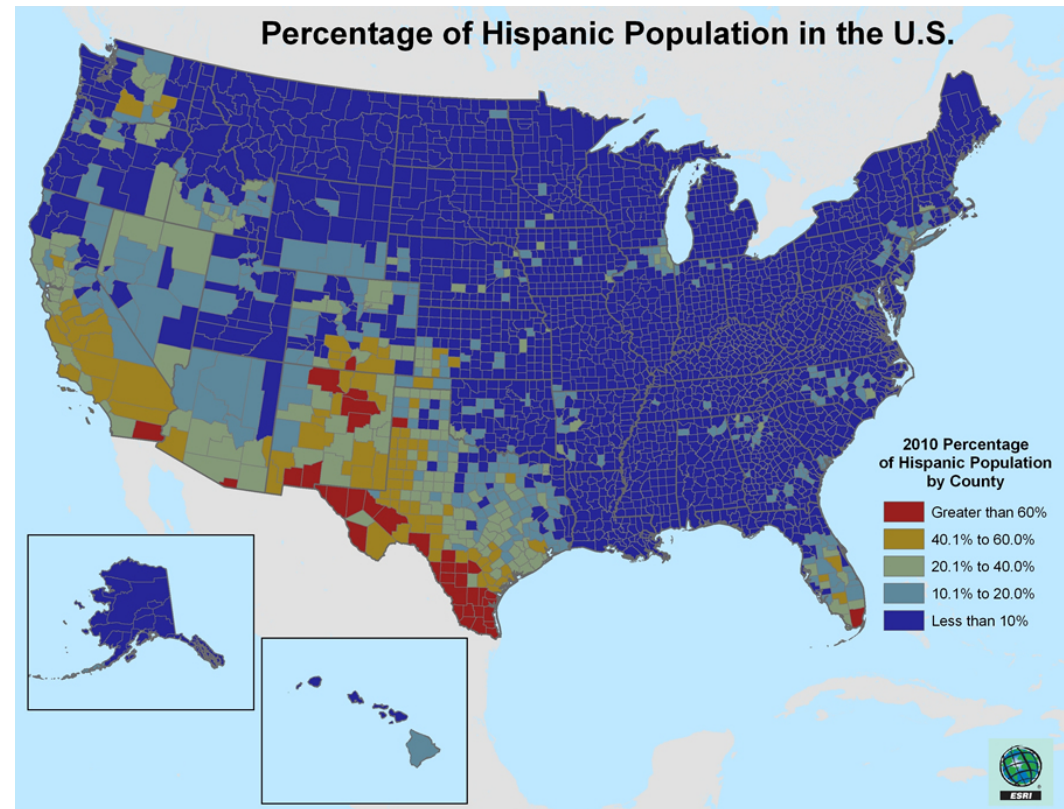 Percentage of Hispanic Population in the U.S.
2010 Percentage
of Hispanic Population
by County
Greater than 60%
40.1% to 60.0%
20.1% to 40.0%
10.1% to 20.0%
Less than 10%
ESRI